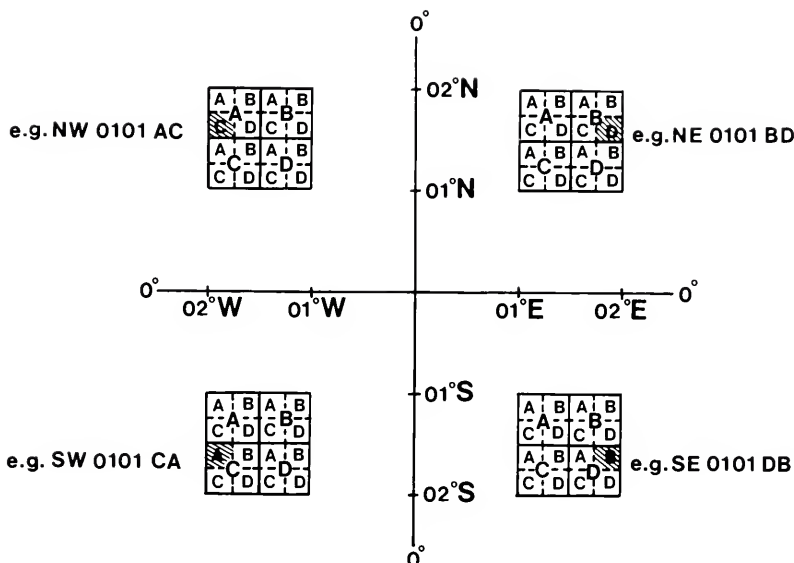 0°
02°N
A B A B
A B
e.g. NW 0101 AC
C D C D
A B A B
C D
C D C D
A B A B
A B
C D C D
e.g. NE 0101 BD
A B A B
C D
C D C D
01°N
0°
0°
02°W
01°W
01°E
02°E
01°S
A B A B
A B
C D C D
e.g. SW 0101 CA
A B A B
C D
C D C D
A B A B
A B
C D C D
A B A B
C D
C D C D
e.g. SE 0101 DB
02°S
0°